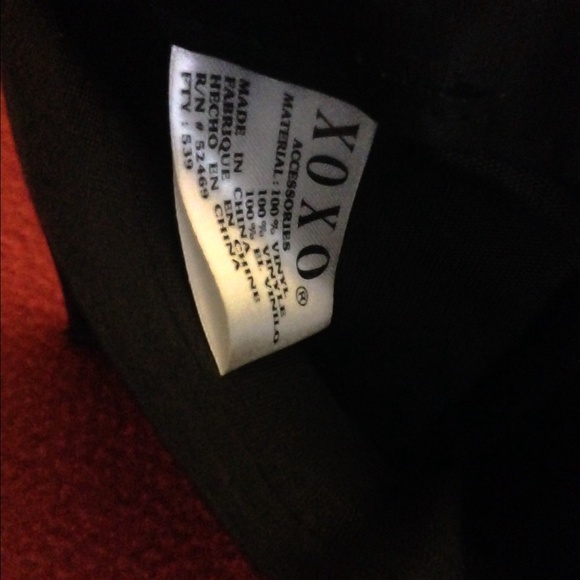 XOXO®
ACCESSORIES
MATERIAL: 100% VINYL
100% VINYLE
100% EL VINILO
MADE IN CHINA
FABRIQUE EN CHINE
HECHO EN CHINA
R/N # 52469
FTY: 539